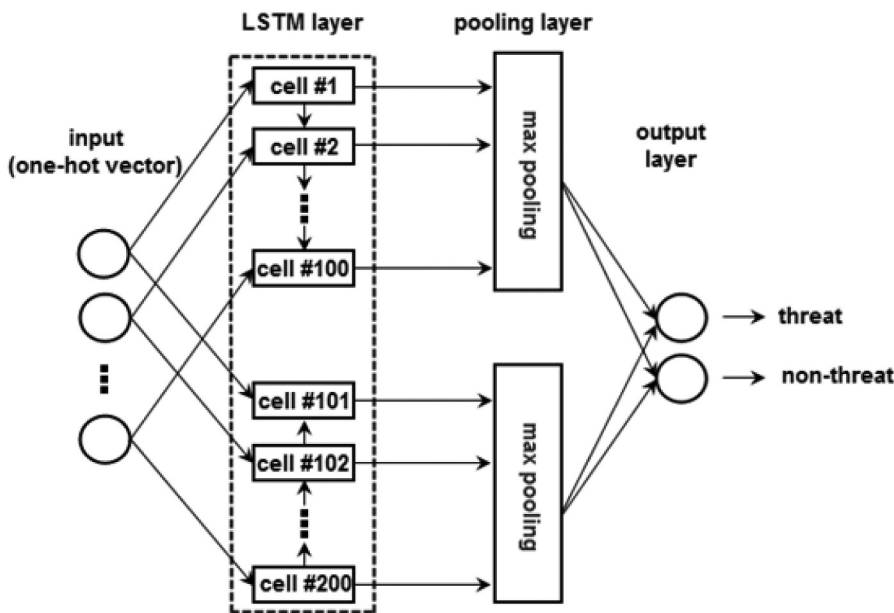 LSTM layer
pooling layer
input
(one-hot vector)
cell #1
cell #2
cell #100
cell #101
cell #102
cell #200
max pooling
max pooling
output
layer
threat
non-threat